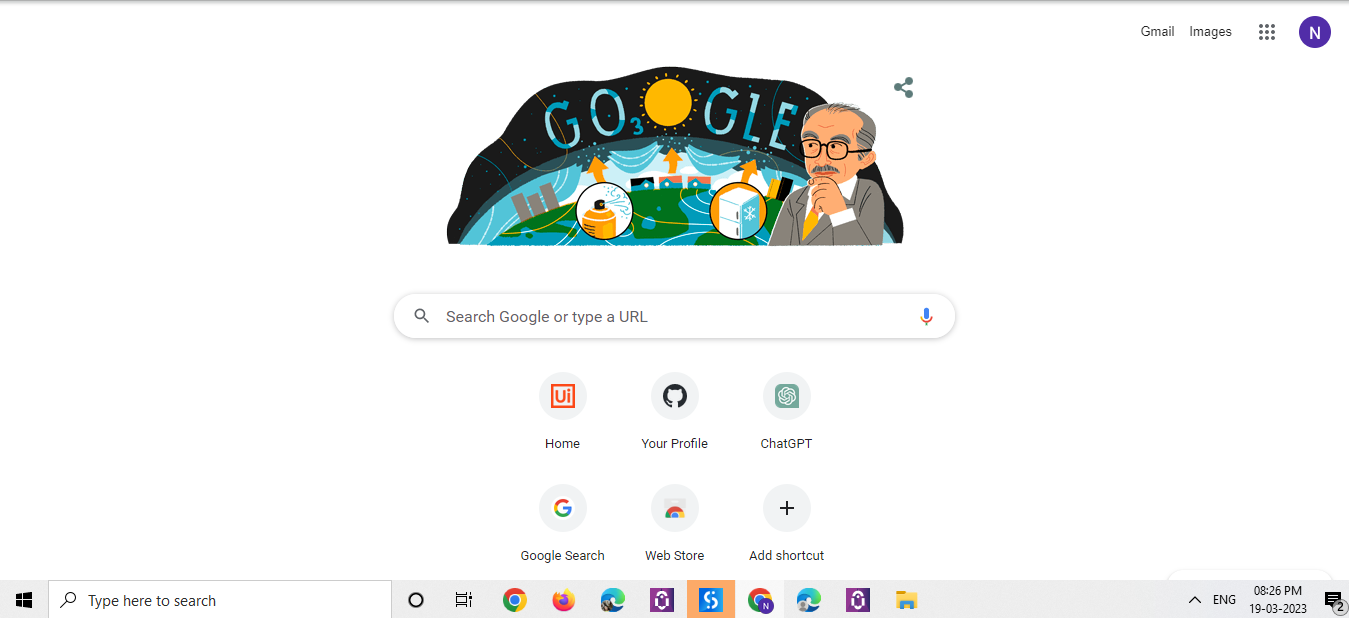 Gmail Images N
GO3GLE
Search Google or type a URL
Ui
Home Your Profile ChatGPT
G
Google Search Web Store Add shortcut
Type here to search
N
ENG
08:26 PM
19-03-2023
2